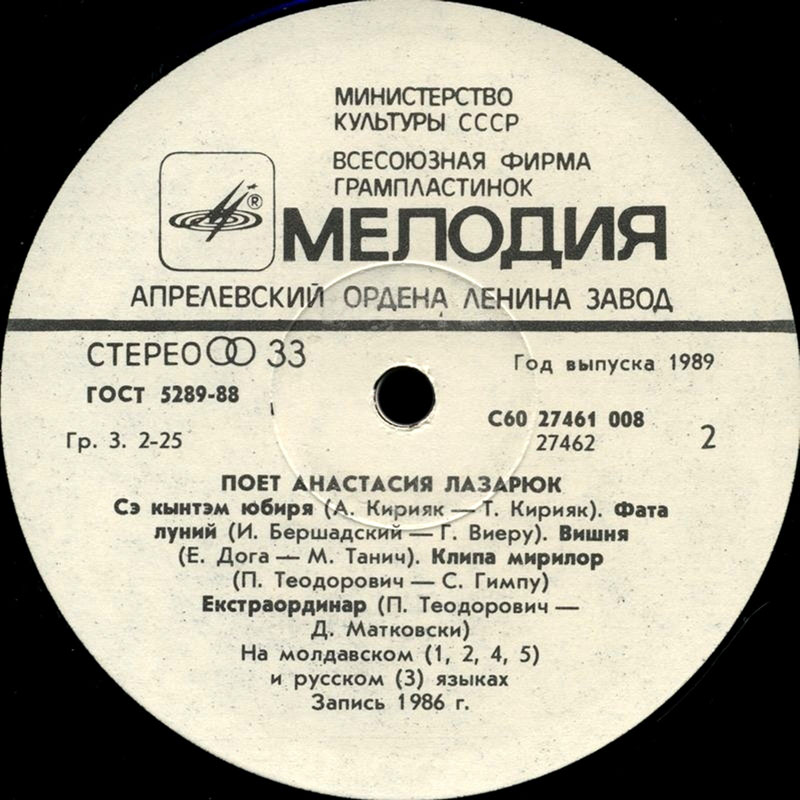 МИНИСТЕРСТВО
КУЛЬТУРЫ СССР
ВСЕСОЮЗНАЯ ФИРМА
ГРАМПЛАСТИНОК
®
МЕЛОДИЯ
АПРЕЛЕВСКИЙ ОРДЕНА ЛЕНИНА ЗАВОД
СТЕРЕО 33
Год выпуска 1989
ГОСТ 5289-88
С60 27461 008
Гр. 3. 2-25
27462
2
ПОЕТ АНАСТАСИЯ ЛАЗАРЮК
Сэ кынтэм юбиря (А. Кирияк — Т. Кирияк). Фата
луний (И. Бершадский — Г. Виеру). Вишня
(Е. Дога — М. Танич). Клипа мирилор
(П. Теодорович — С. Гимпу)
Екстраординар (П. Теодорович —
Д. Матковски)
На молдавском (1, 2, 4, 5)
и русском (3) языках
Запись 1986 г.